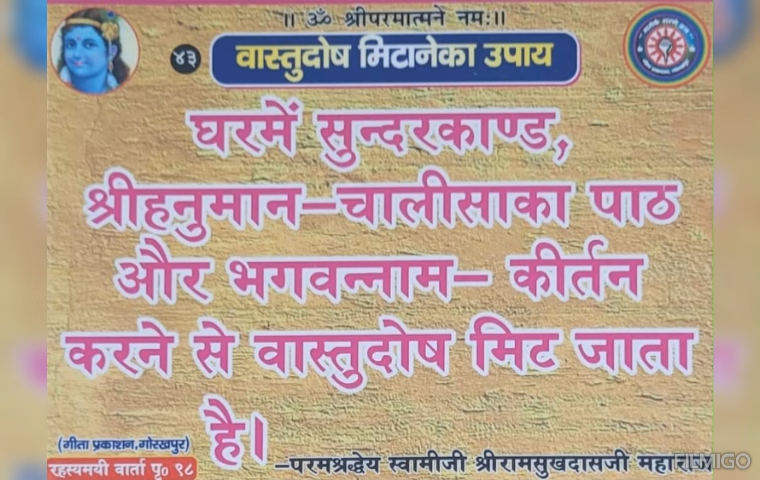 ॥ ॐ श्रीपरमात्मने नमः॥
४३ वास्तुदोष मिटानेका उपाय
घरमें सुन्दरकाण्ड,
श्रीहनुमान–चालीसाका पाठ
और भगवन्नाम– कीर्तन
करने से वास्तुदोष मिट जाता
है।
(गीता प्रकाशन,गोरखपुर)
रहस्यमयी वार्ता पृ० ९८
–परमश्रद्धेय स्वामीजी श्रीरामसुखदासजी महाराज
FILMIGO